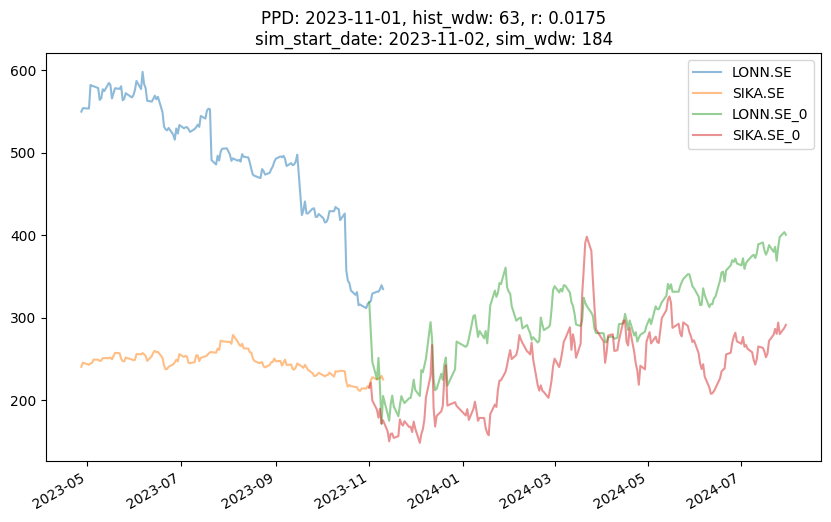 PPD: 2023-11-01, hist_wdw: 63, r: 0.0175
sim_start_date: 2023-11-02, sim_wdw: 184
LONN.SE
SIKA.SE
LONN.SE_0
SIKA.SE_0
600
500
400
300
200
2023-05
2023-07
2023-09
2023-11
2024-01
2024-03
2024-05
2024-07